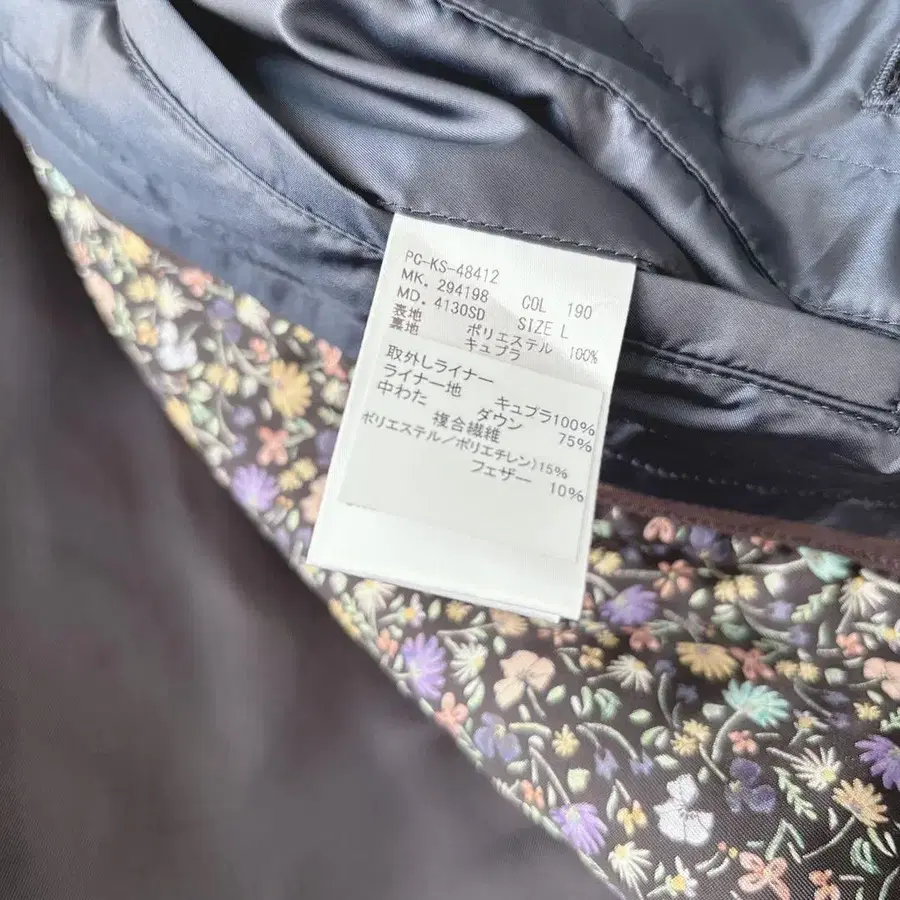 PG-KS-48412
MK. 294198 COL 190
MD. 4130SD SIZE L
表地 ポリエステル 100%
裏地 キュプラ
取外しライナー
ライナー地 キュプラ100%
中わた ダウン 75%
複合繊維
ポリエステル/ポリエチレン)15%
フェザー 10%